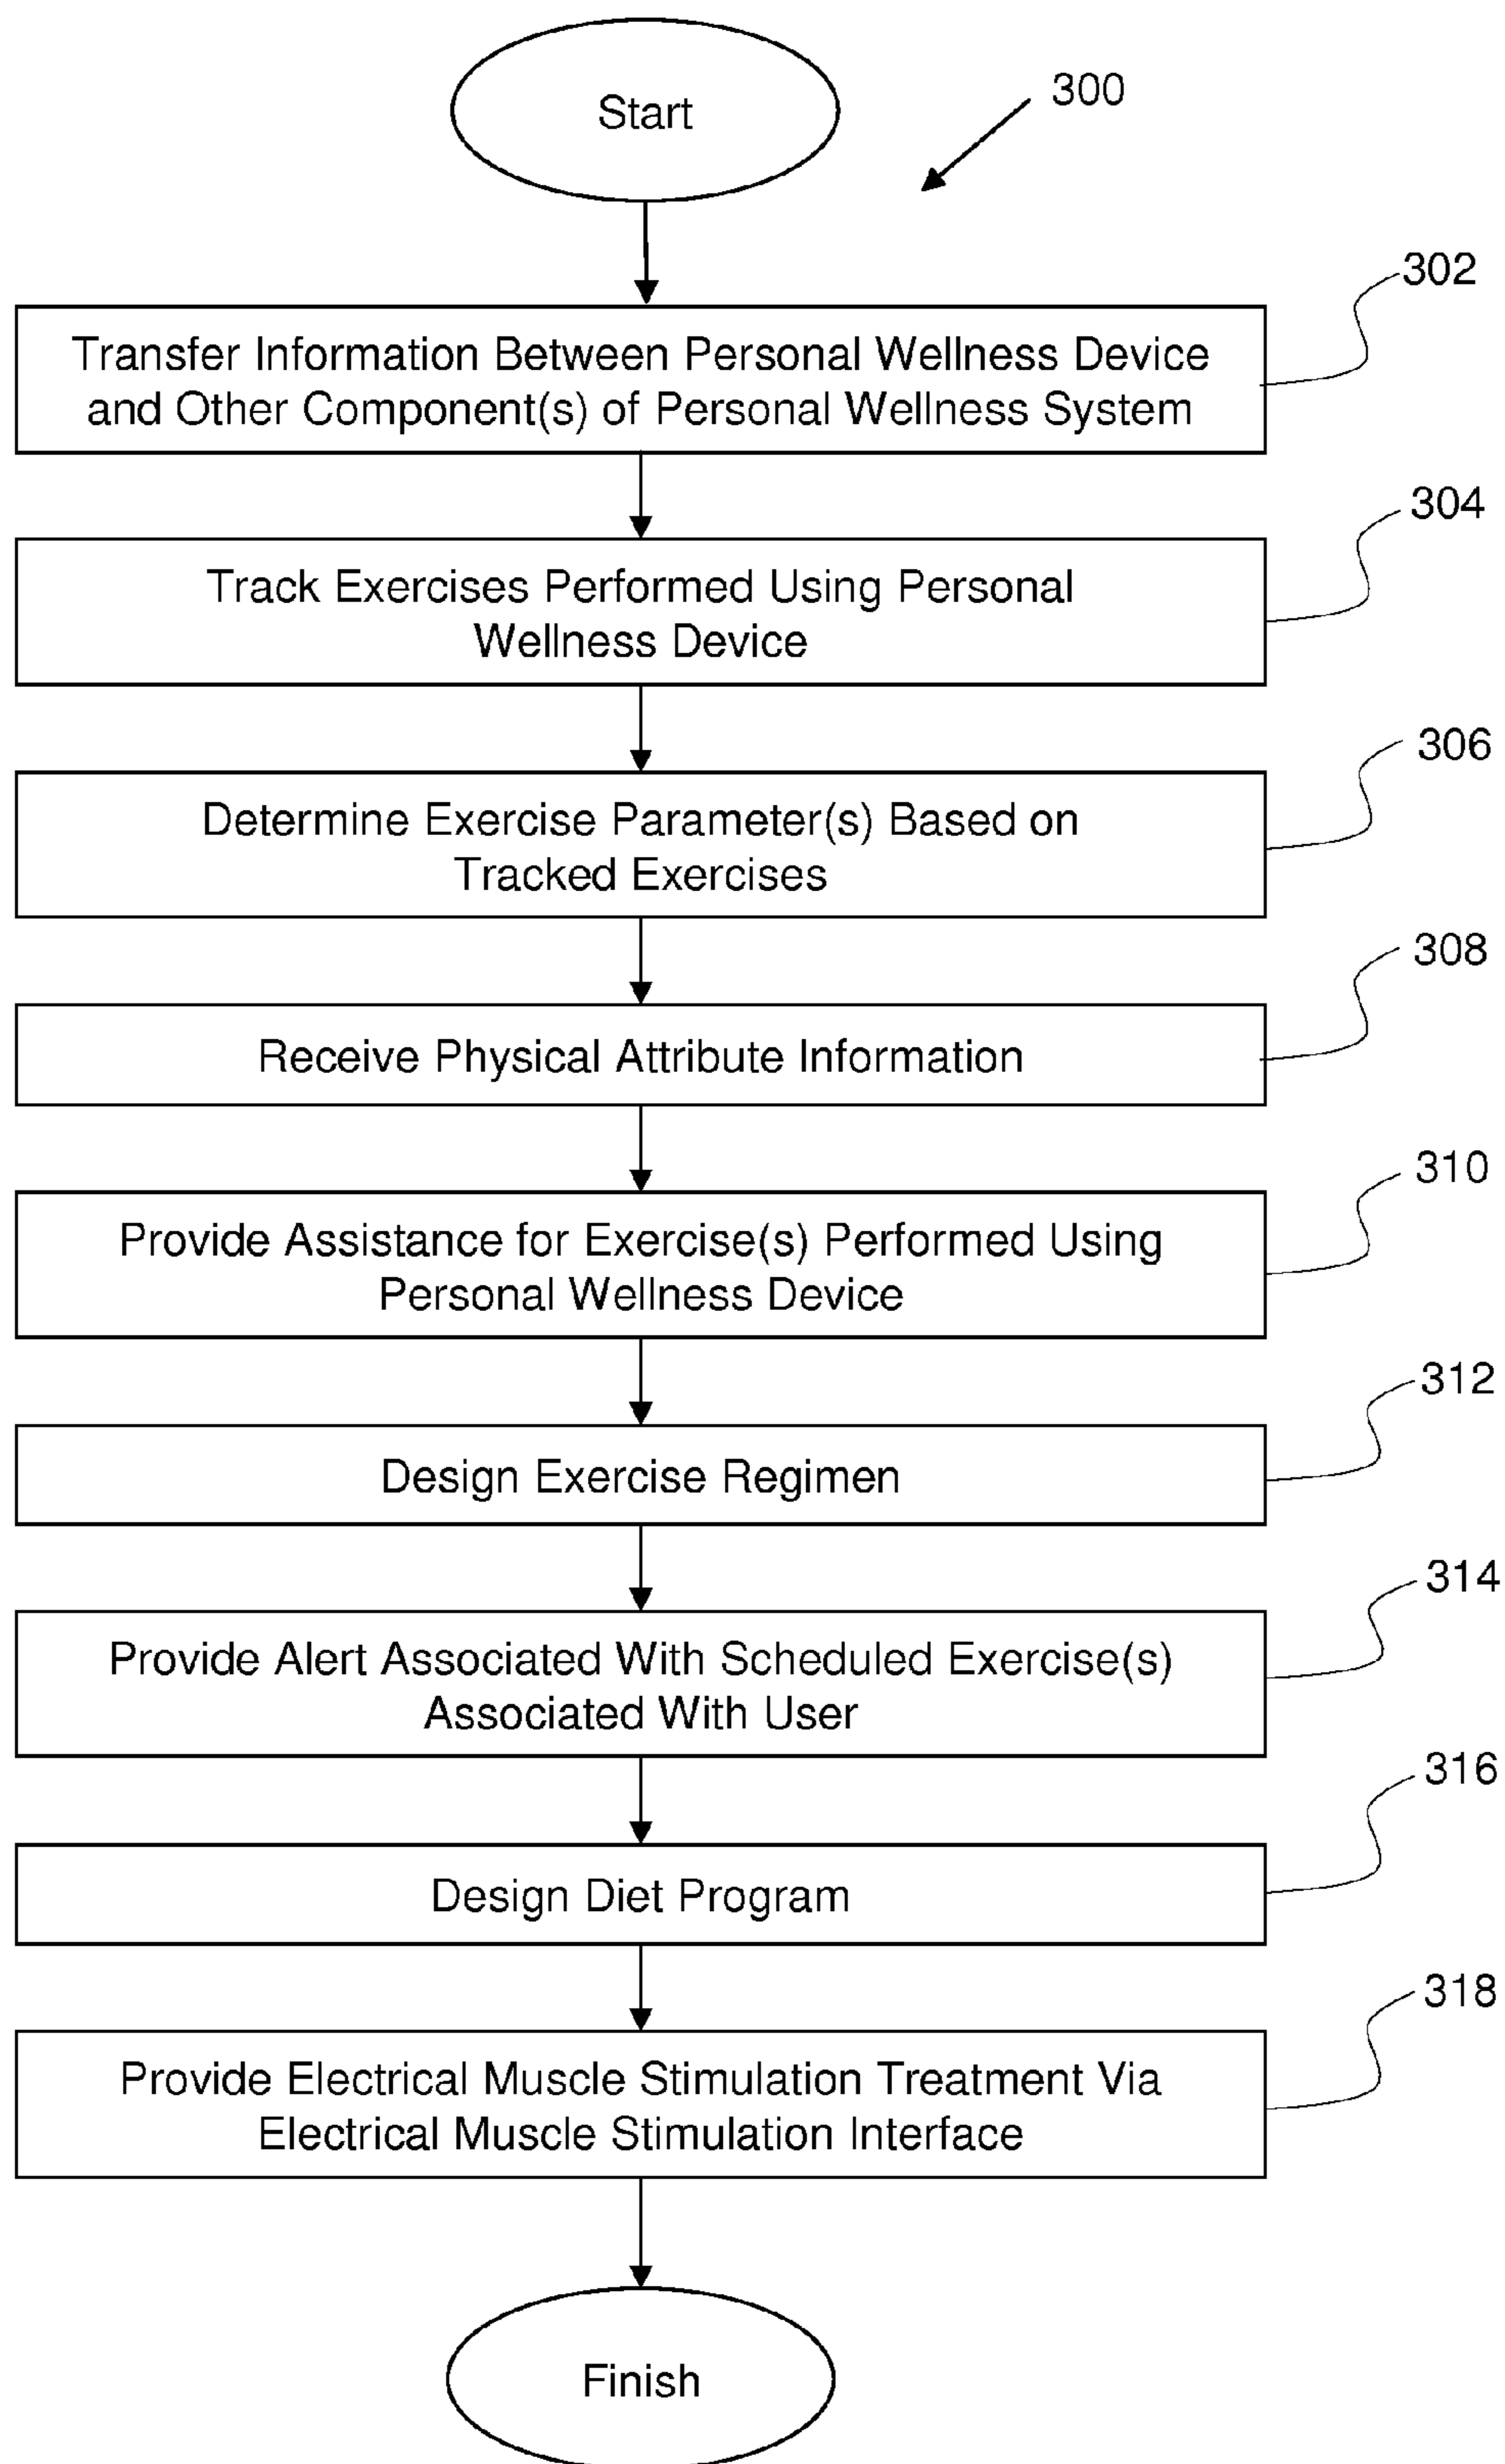 Start
300
302
Transfer Information Between Personal Wellness Device
and Other Component(s) of Personal Wellness System
304
Track Exercises Performed Using Personal
Wellness Device
306
Determine Exercise Parameter(s) Based on
Tracked Exercises
308
Receive Physical Attribute Information
310
Provide Assistance for Exercise(s) Performed Using
Personal Wellness Device
312
Design Exercise Regimen
314
Provide Alert Associated With Scheduled Exercise(s)
Associated With User
316
Design Diet Program
318
Provide Electrical Muscle Stimulation Treatment Via
Electrical Muscle Stimulation Interface
Finish